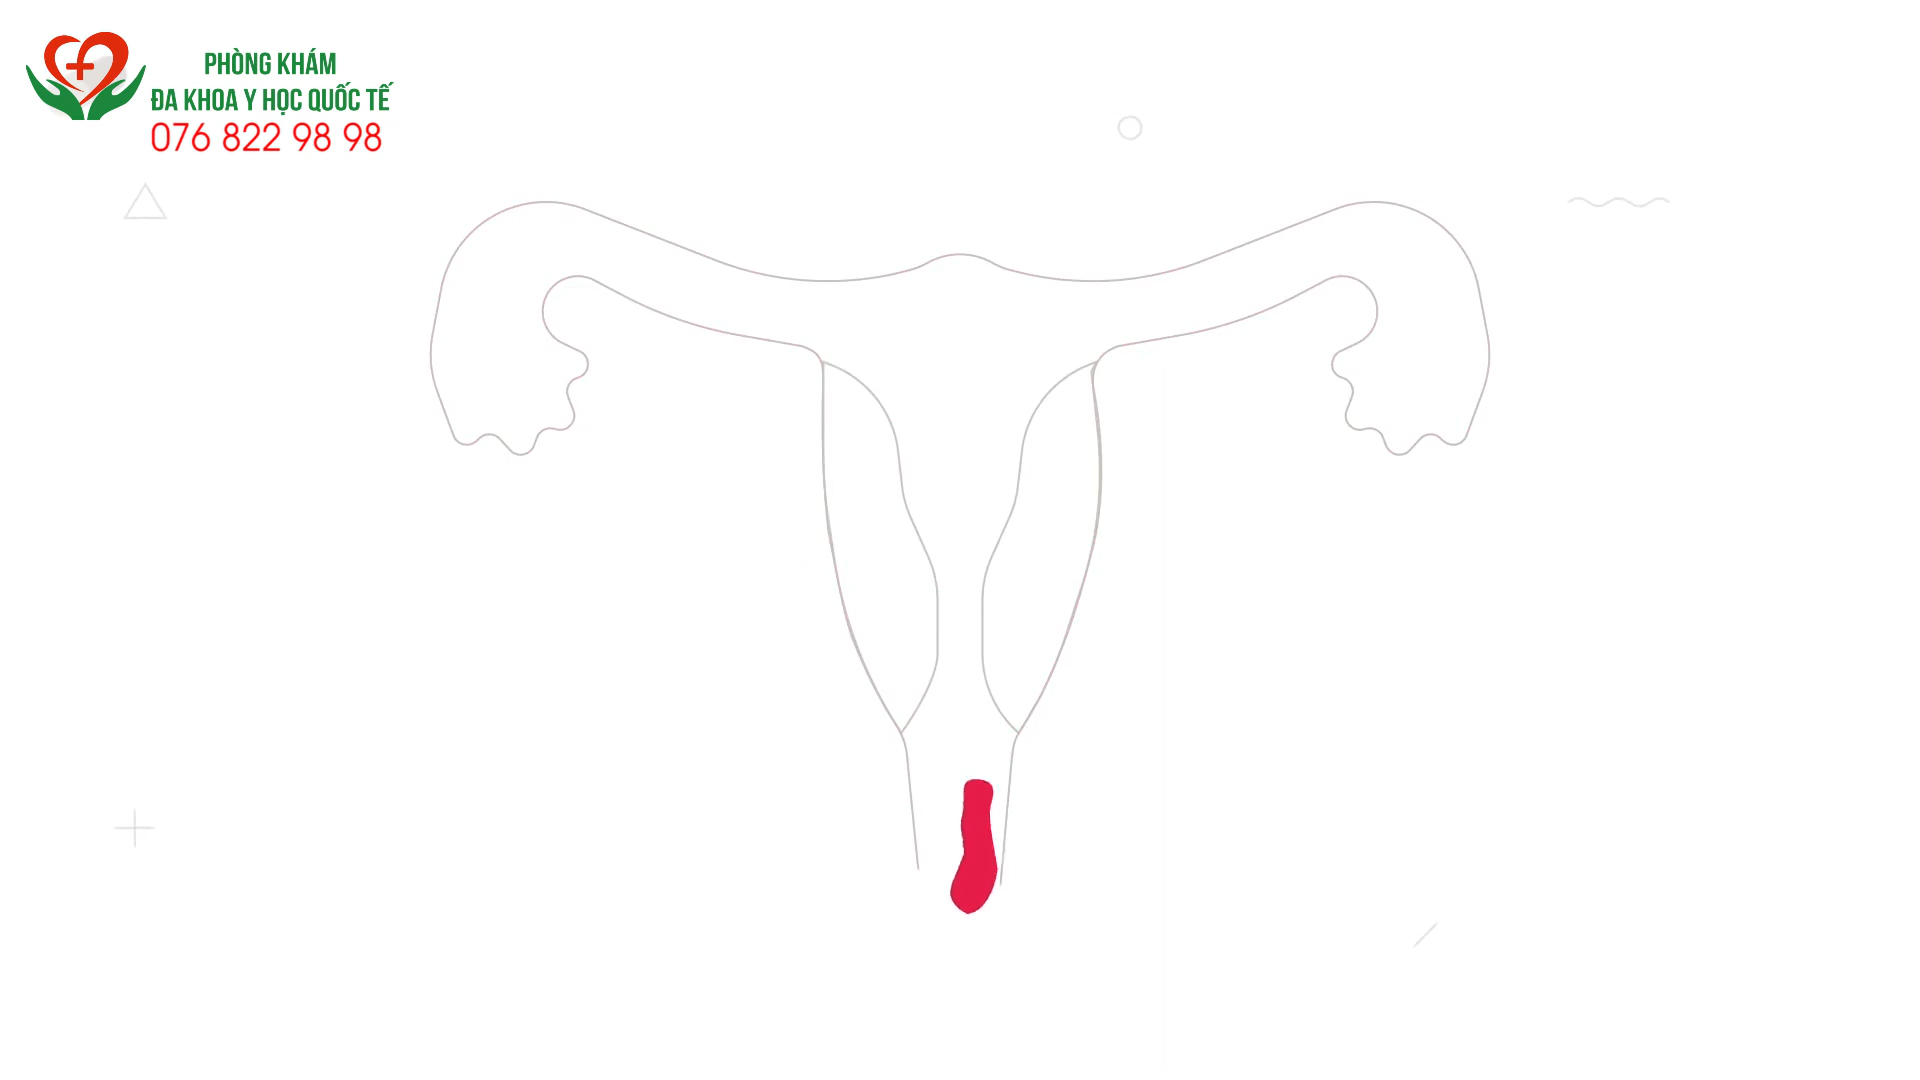 PHÒNG KHÁM
ĐA KHOA Y HỌC QUỐC TẾ
076 822 98 98